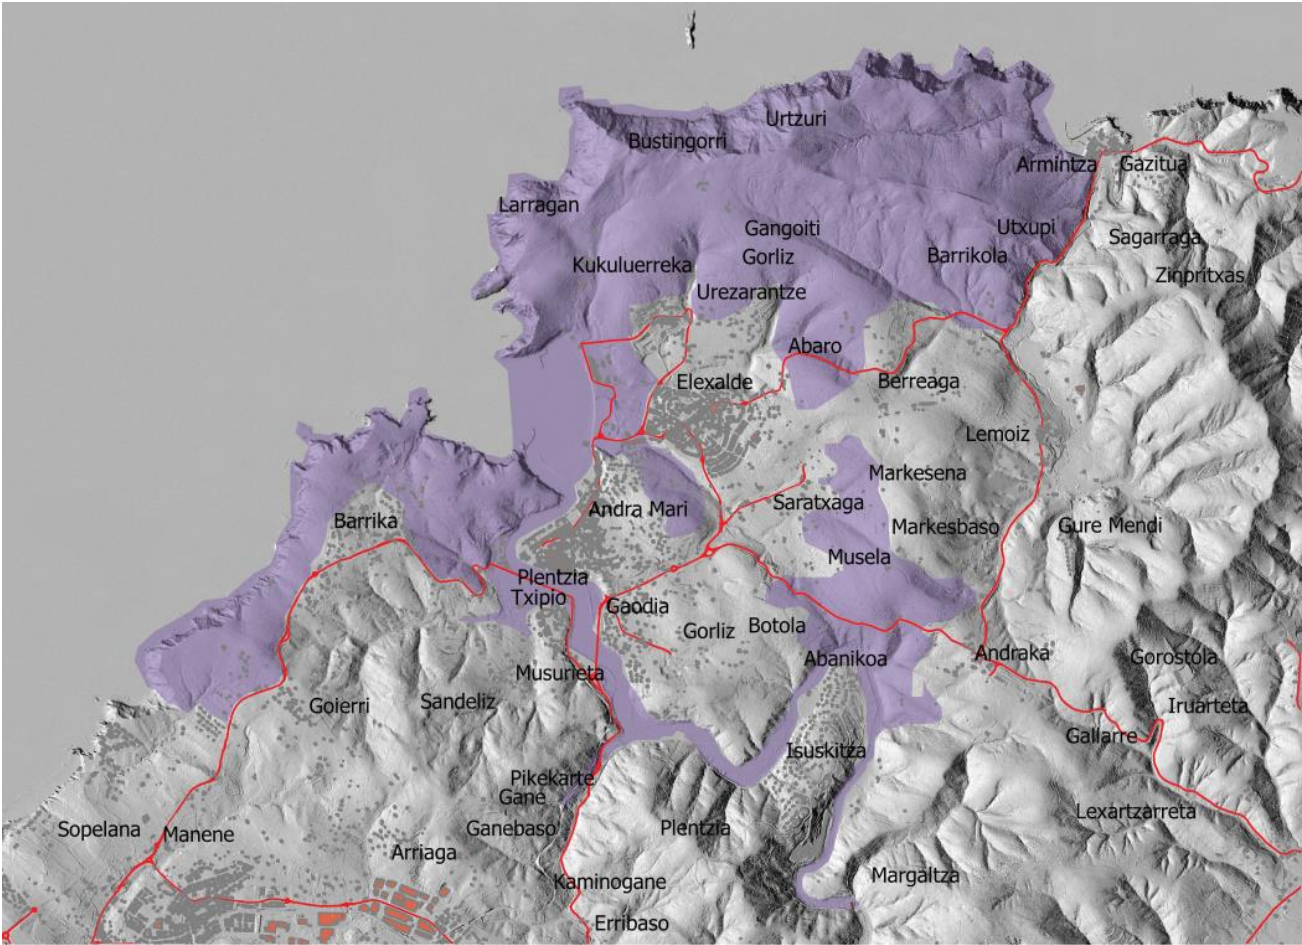 Urtzuri
Bustingorri
Armintza
Gazitua
Larragan
Gangoiti
Utxupi
Sagarraga
Kukuluerreka
Gorliz
Barrikola
Zinpritxas
Urezarantze
Abaro
Elexalde
Berreaga
Lemoiz
Markesena
Barrika
Andra Mari
Saratxaga
Markesbaso
Gure Mendi
Musela
Plentzia
Txipio
Gaodia
Gorliz
Botola
Musurieta
Abanikoa
Andraka
Gorostola
Goierri
Sandeliz
Iruarteta
Isuskitza
Gallarre
Pikekarte
Gane
Lexartzarreta
Sopelana
Manene
Ganebaso
Plentzia
Arriaga
Kaminogane
Margaltza
Erribaso